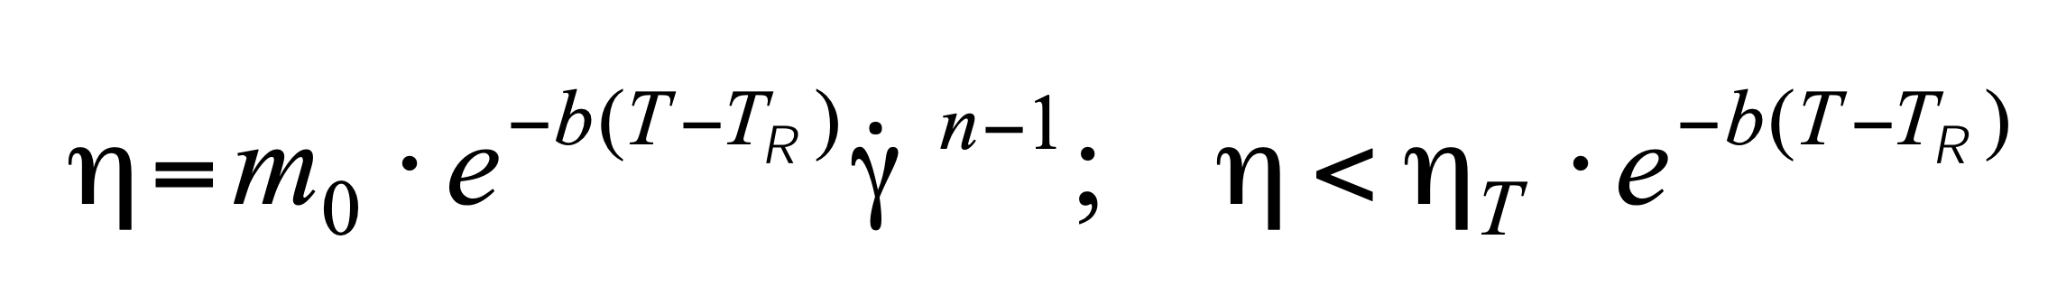 η = m₀ · e^{−b(T−T_R)} γ̇ ^{n−1}; η < η_T · e^{−b(T−T_R)}